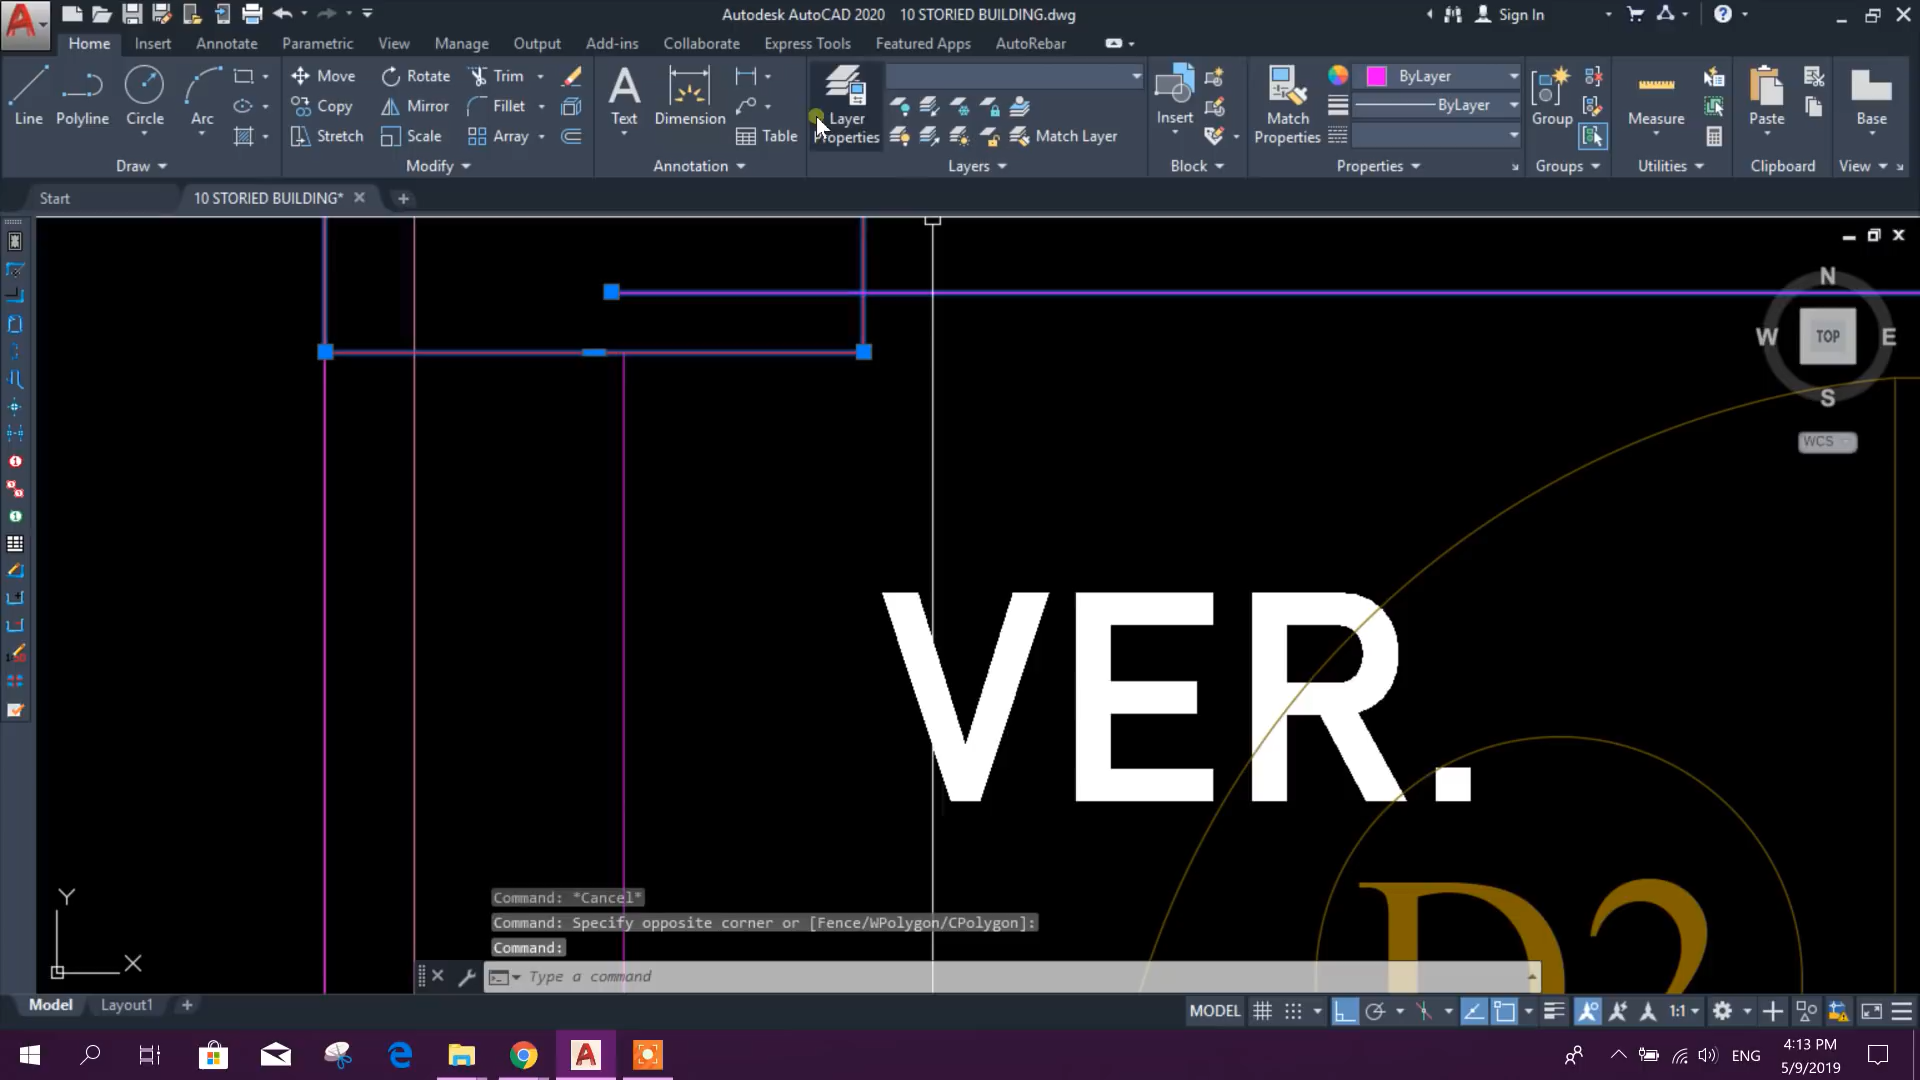 Autodesk AutoCAD 2020 10 STORIED BUILDING.dwg
Sign In
Home Insert Annotate Parametric View Manage Output Add-ins Collaborate Express Tools Featured Apps AutoRebar
Line
Polyline
Circle
Arc
Draw
Move Rotate Trim
Copy Mirror Fillet
Stretch Scale Array
Modify
Text
Dimension
Table
Annotation
Layer
Properties
Match Layer
Layers
Insert
Block
Match
Properties
ByLayer
ByLayer
Properties
Group
Groups
Measure
Utilities
Paste
Clipboard
Base
View
Start
10 STORIED BUILDING*
N
W TOP E
S
WCS
VER.
D2
Y
X
Command: *Cancel*
Command: Specify opposite corner or [Fence/WPolygon/CPolygon]:
Command:
Type a command
Model Layout1
MODEL
1:1
ENG
4:13 PM
5/9/2019